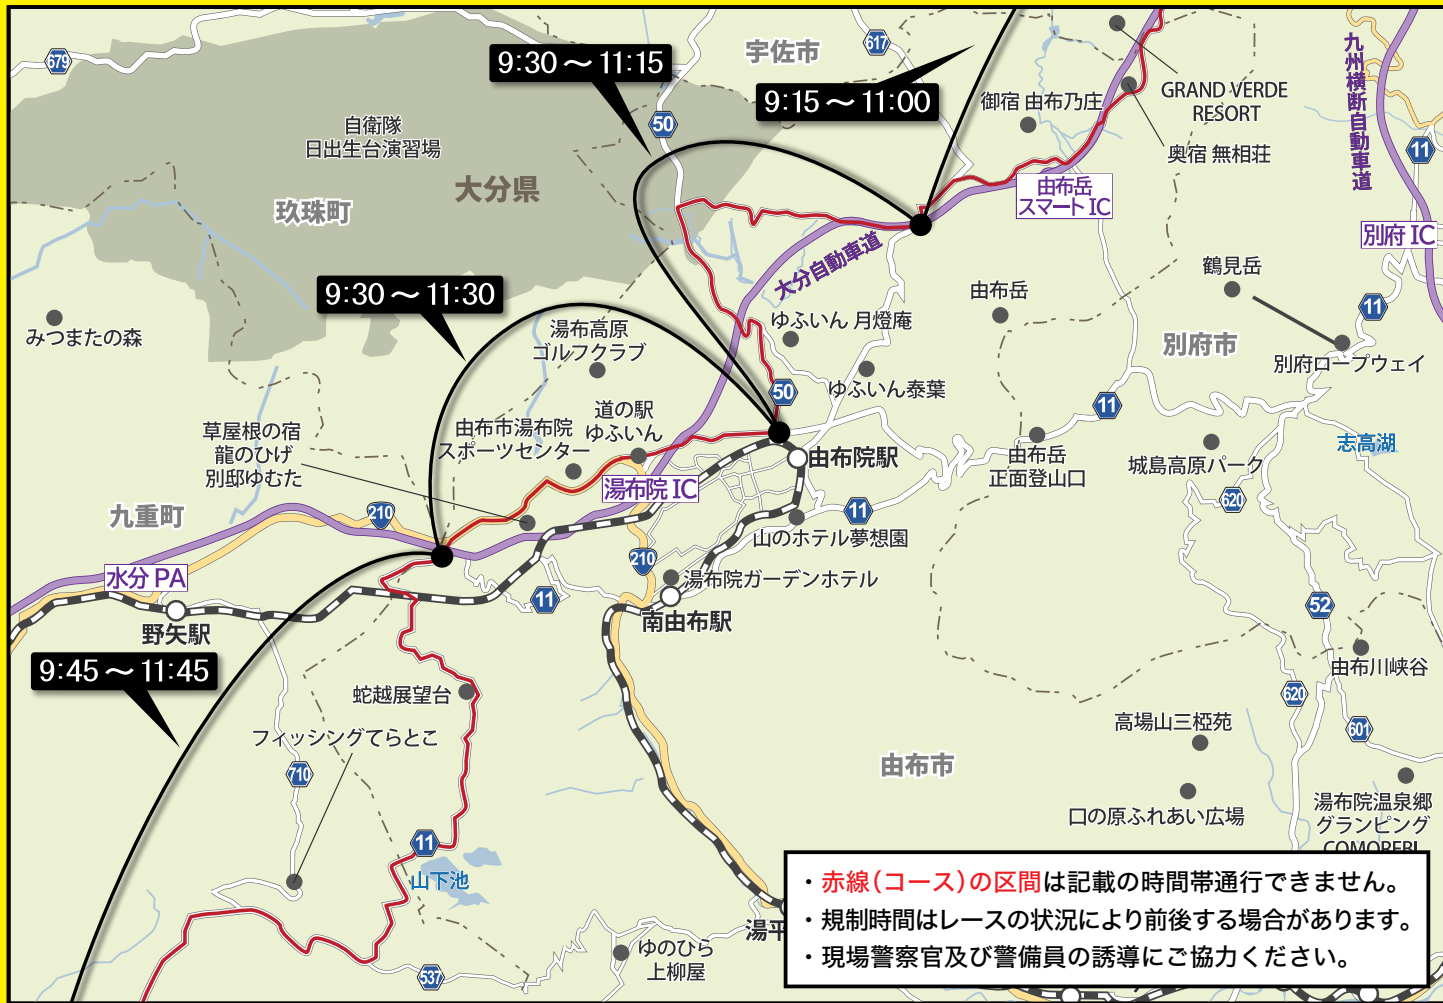 679
9:30～11:15
宇佐市
617
9:15～11:00
御宿 由布乃庄
GRAND VERDE
RESORT
奥宿 無相荘
九州横断自動車道
11
自衛隊
日出生台演習場
50
大分県
玖珠町
由布岳
スマートIC
別府 IC
大分自動車道
鶴見岳
9:30～11:30
由布岳
11
みつまたの森
湯布高原
ゴルフクラブ
ゆふいん 月燈庵
別府市
別府ロープウェイ
ゆふいん泰葉
50
11
道の駅
ゆふいん
草屋根の宿
龍のひげ
別邸ゆむた
由布市湯布院
スポーツセンター
由布院駅
由布岳
正面登山口
城島高原パーク
志高湖
湯布院 IC
620
九重町
210
11
山のホテル夢想園
210
水分 PA
湯布院ガーデンホテル
11
52
野矢駅
南由布駅
9:45～11:45
由布川峡谷
蛇越展望台
620
フィッシングてらとこ
高場山三椏苑
601
由布市
710
口の原ふれあい広場
湯布院温泉郷
グランピング
COMOREBI
11
山下池
湯平
ゆのひら
上柳屋
537
・赤線（コース）の区間は記載の時間帯通行できません。
・規制時間はレースの状況により前後する場合があります。
・現場警察官及び警備員の誘導にご協力ください。